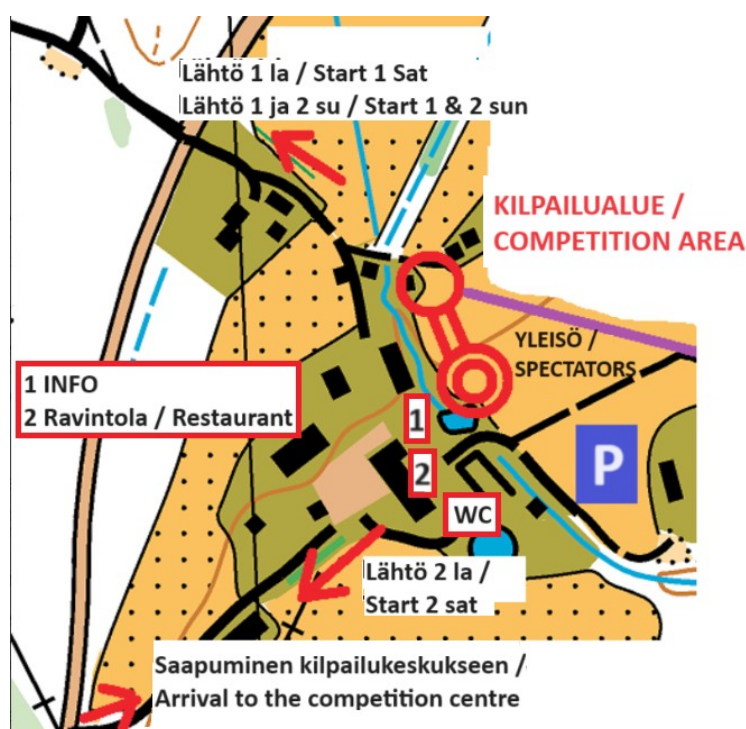 Lähtö 1 la / Start 1 Sat
Lähtö 1 ja 2 su / Start 1 & 2 sun
KILPAILUALUE /
COMPETITION AREA
YLEISÖ /
SPECTATORS
1 INFO
2 Ravintola / Restaurant
1
2
P
WC
Lähtö 2 la /
Start 2 sat
Saapuminen kilpailukeskukseen /
Arrival to the competition centre